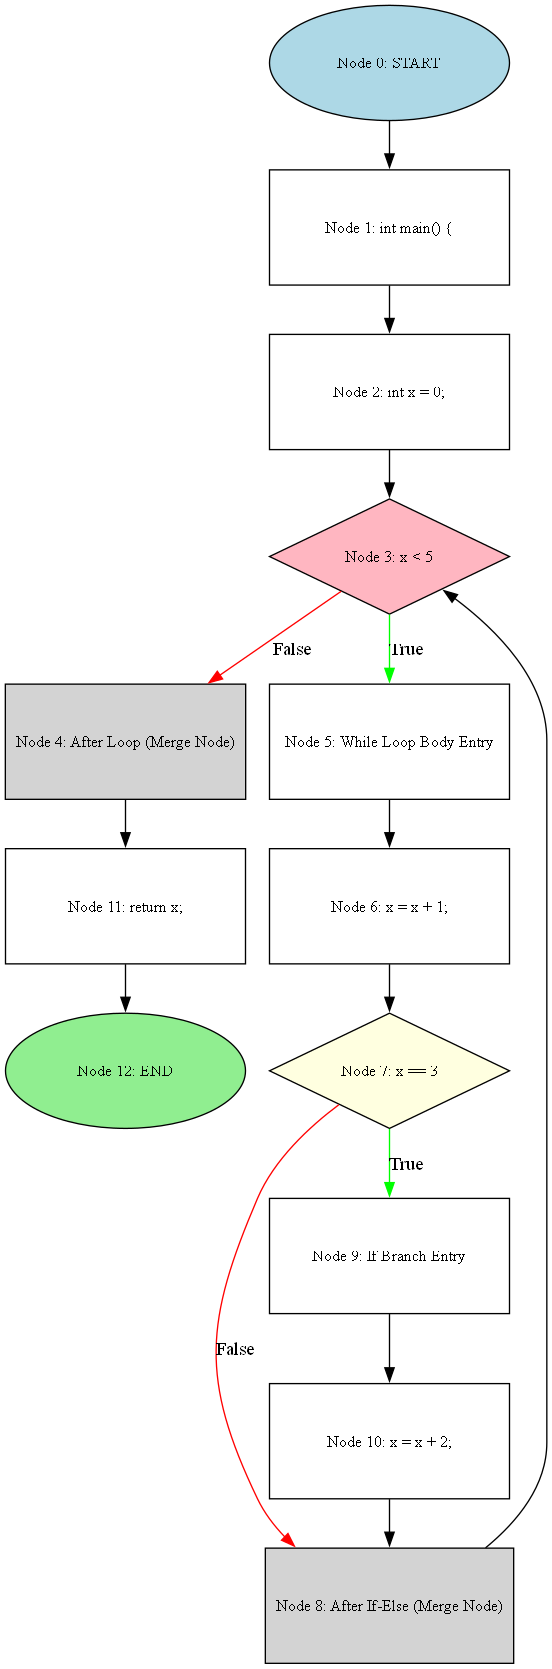 Node 0: START
Node 1: int main() {
Node 2: int x = 0;
Node 3: x < 5
False
True
Node 4: After Loop (Merge Node)
Node 5: While Loop Body Entry
Node 11: return x;
Node 6: x = x + 1;
Node 12: END
Node 7: x == 3
True
Node 9: If Branch Entry
False
Node 10: x = x + 2;
Node 8: After If-Else (Merge Node)